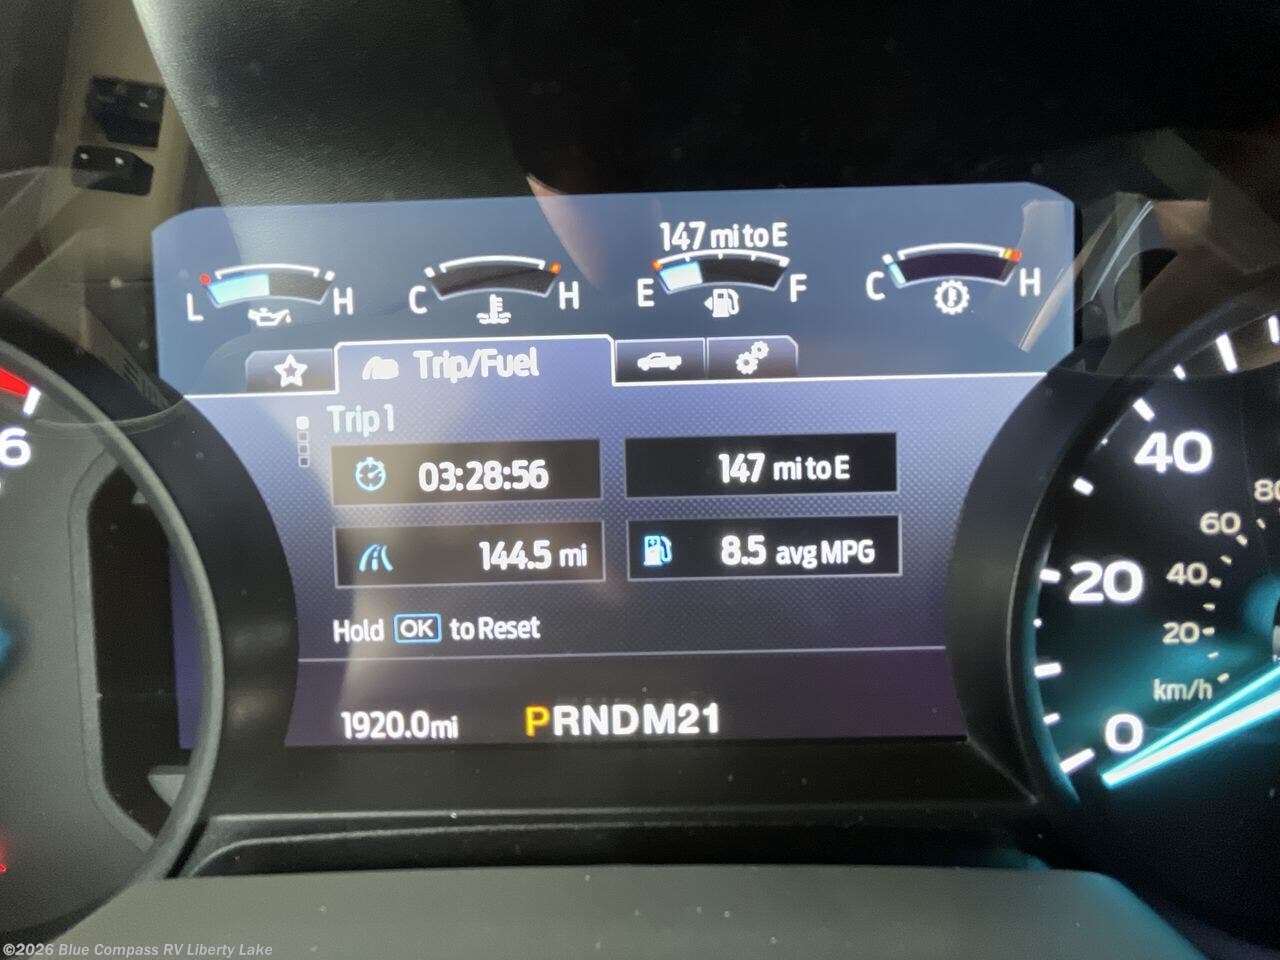 147 mi to E
L H
C H
E F
C H
Trip/Fuel
Trip 1
03:28:56
147 mi to E
144.5 mi
8.5 avg MPG
Hold OK to Reset
1920.0mi
PRNDM21
6
40
20
0
80
60
40
20
km/h
©2026 Blue Compass RV Liberty Lake